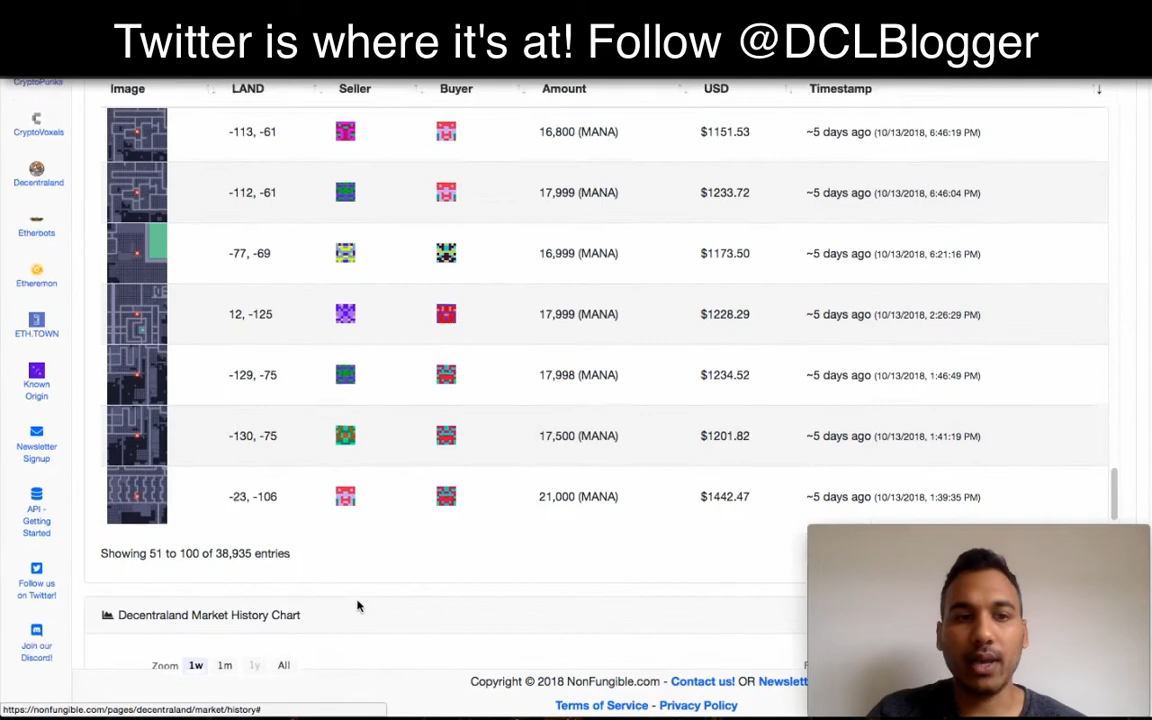 Twitter is where it's at! Follow @DCLBlogger
Image LAND Seller Buyer Amount USD Timestamp
CryptoPunks
CryptoVoxels
Decentraland
Etherbots
Etheremon
ETH.TOWN
Known
Origin
Newsletter
Signup
API -
Getting
Started
Follow us
on Twitter!
Join our
Discord!
-113, -61 16,800 (MANA) $1151.53 ~5 days ago (10/13/2018, 6:46:19 PM)
-112, -61 17,999 (MANA) $1233.72 ~5 days ago (10/13/2018, 6:46:04 PM)
-77, -69 16,999 (MANA) $1173.50 ~5 days ago (10/13/2018, 6:21:16 PM)
12, -125 17,999 (MANA) $1228.29 ~5 days ago (10/13/2018, 2:26:29 PM)
-129, -75 17,998 (MANA) $1234.52 ~5 days ago (10/13/2018, 1:46:49 PM)
-130, -75 17,500 (MANA) $1201.82 ~5 days ago (10/13/2018, 1:41:19 PM)
-23, -106 21,000 (MANA) $1442.47 ~5 days ago (10/13/2018, 1:39:35 PM)
Showing 51 to 100 of 38,935 entries
Decentraland Market History Chart
Zoom 1w 1m 1y All
Copyright © 2018 NonFungible.com - Contact us! OR Newsletter
Terms of Service - Privacy Policy
https://nonfungible.com/pages/decentraland/market/history#